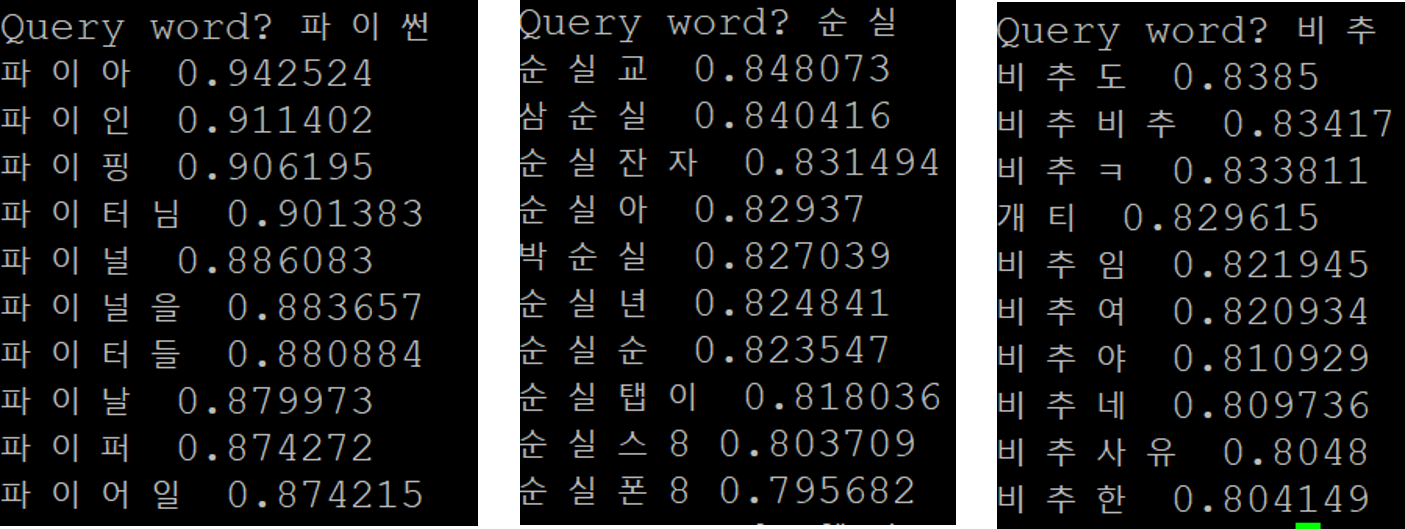 Query word? 파이썬
파이아 0.942524
파이인 0.911402
파이핑 0.906195
파이터님 0.901383
파이널 0.886083
파이널을 0.883657
파이터들 0.880884
파이날 0.879973
파이퍼 0.874272
파이어일 0.874215
Query word? 순실
순실교 0.848073
삼순실 0.840416
순실잔자 0.831494
순실아 0.82937
박순실 0.827039
순실년 0.824841
순실순 0.823547
순실탭이 0.818036
순실스8 0.803709
순실폰8 0.795682
Query word? 비추
비추도 0.8385
비추비추 0.83417
비추ㅋ 0.833811
개티 0.829615
비추임 0.821945
비추여 0.820934
비추야 0.810929
비추네 0.809736
비추사유 0.8048
비추한 0.804149